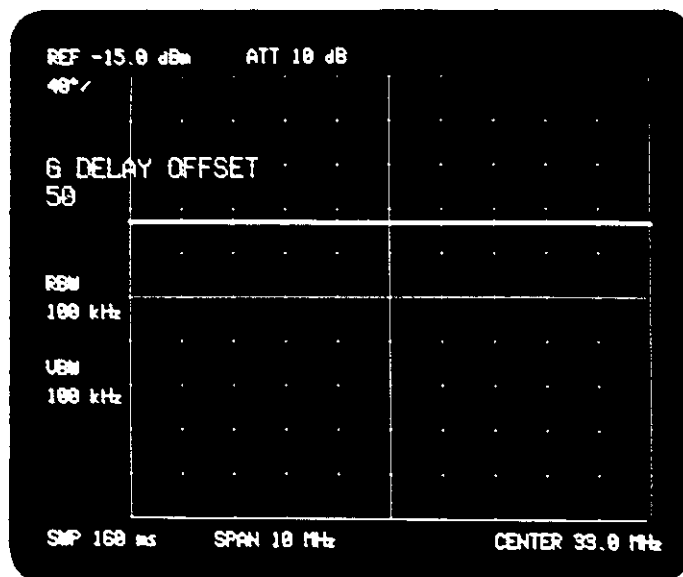 REF -15.0 dBm ATT 10 dB
40°/
G DELAY OFFSET
50
RBW
100 kHz
VBW
100 kHz
SWP 160 ms SPAN 10 MHz CENTER 33.0 MHz